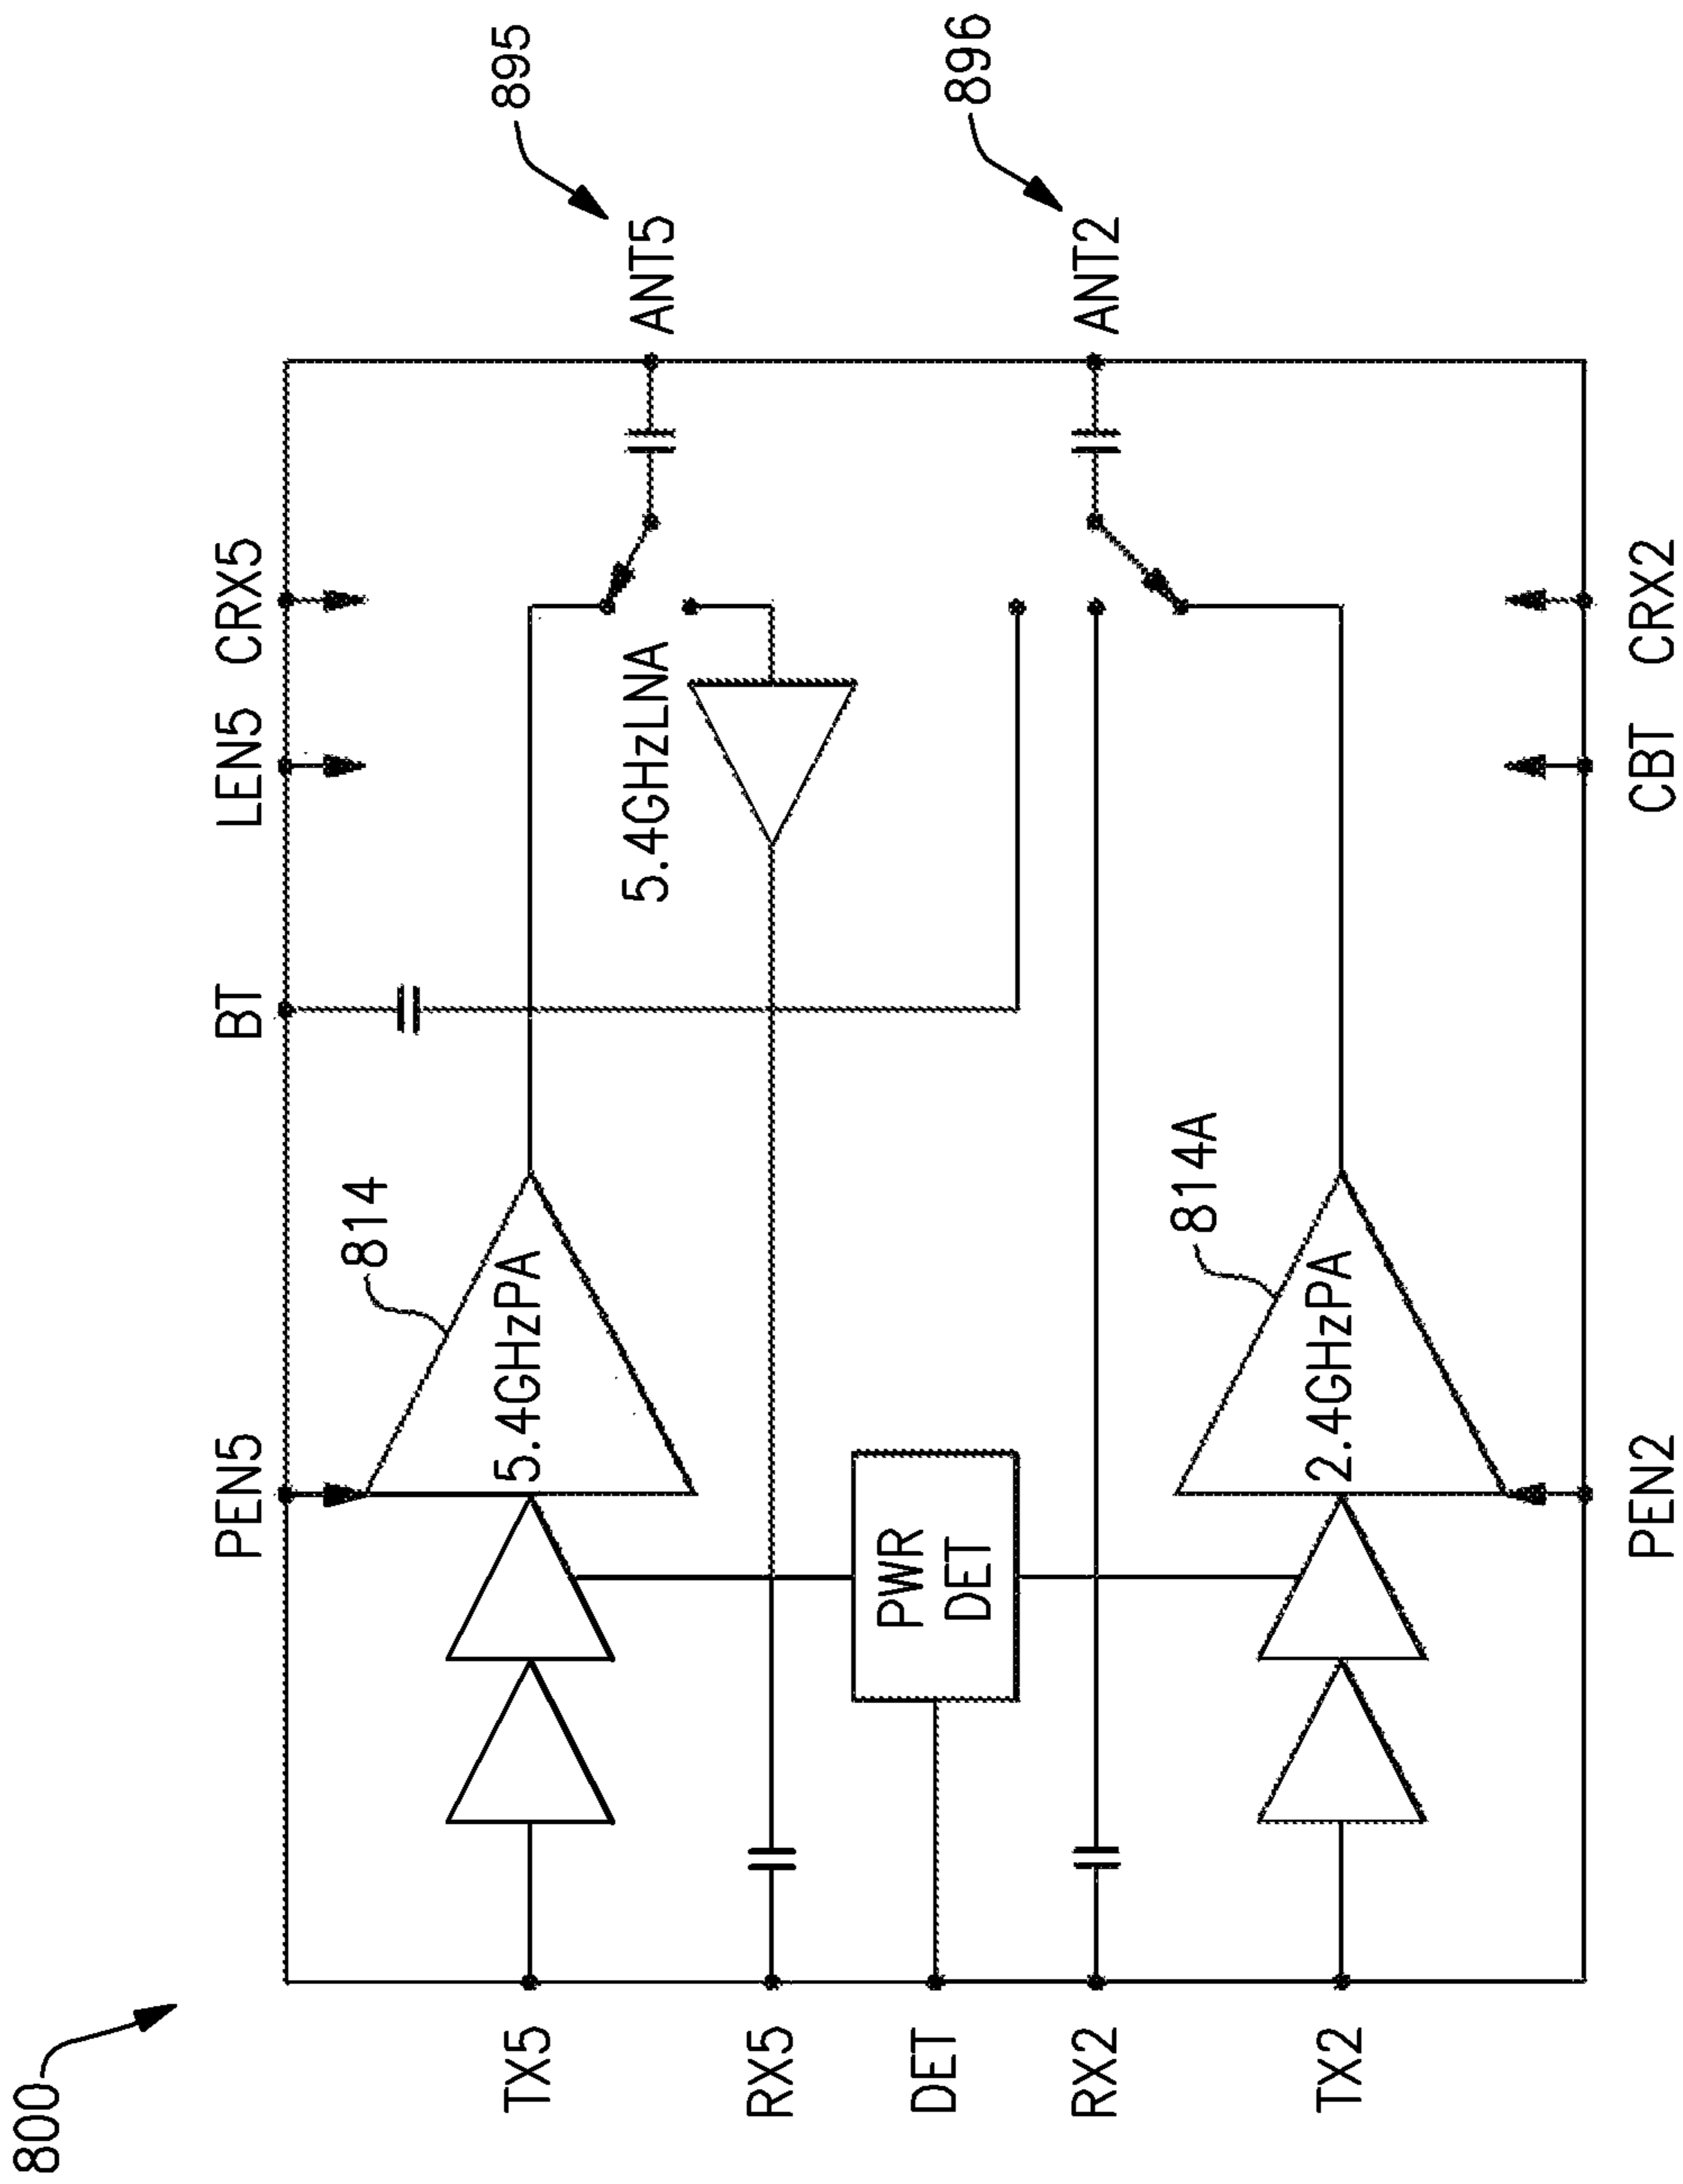 800
PEN5
BT
LEN5
CRX5
895
814
TX5
5.4GHzPA
5.4GHzLNA
ANT5
RX5
PWR
DET
DET
896
RX2
ANT2
814A
TX2
2.4GHzPA
PEN2
CBT
CRX2